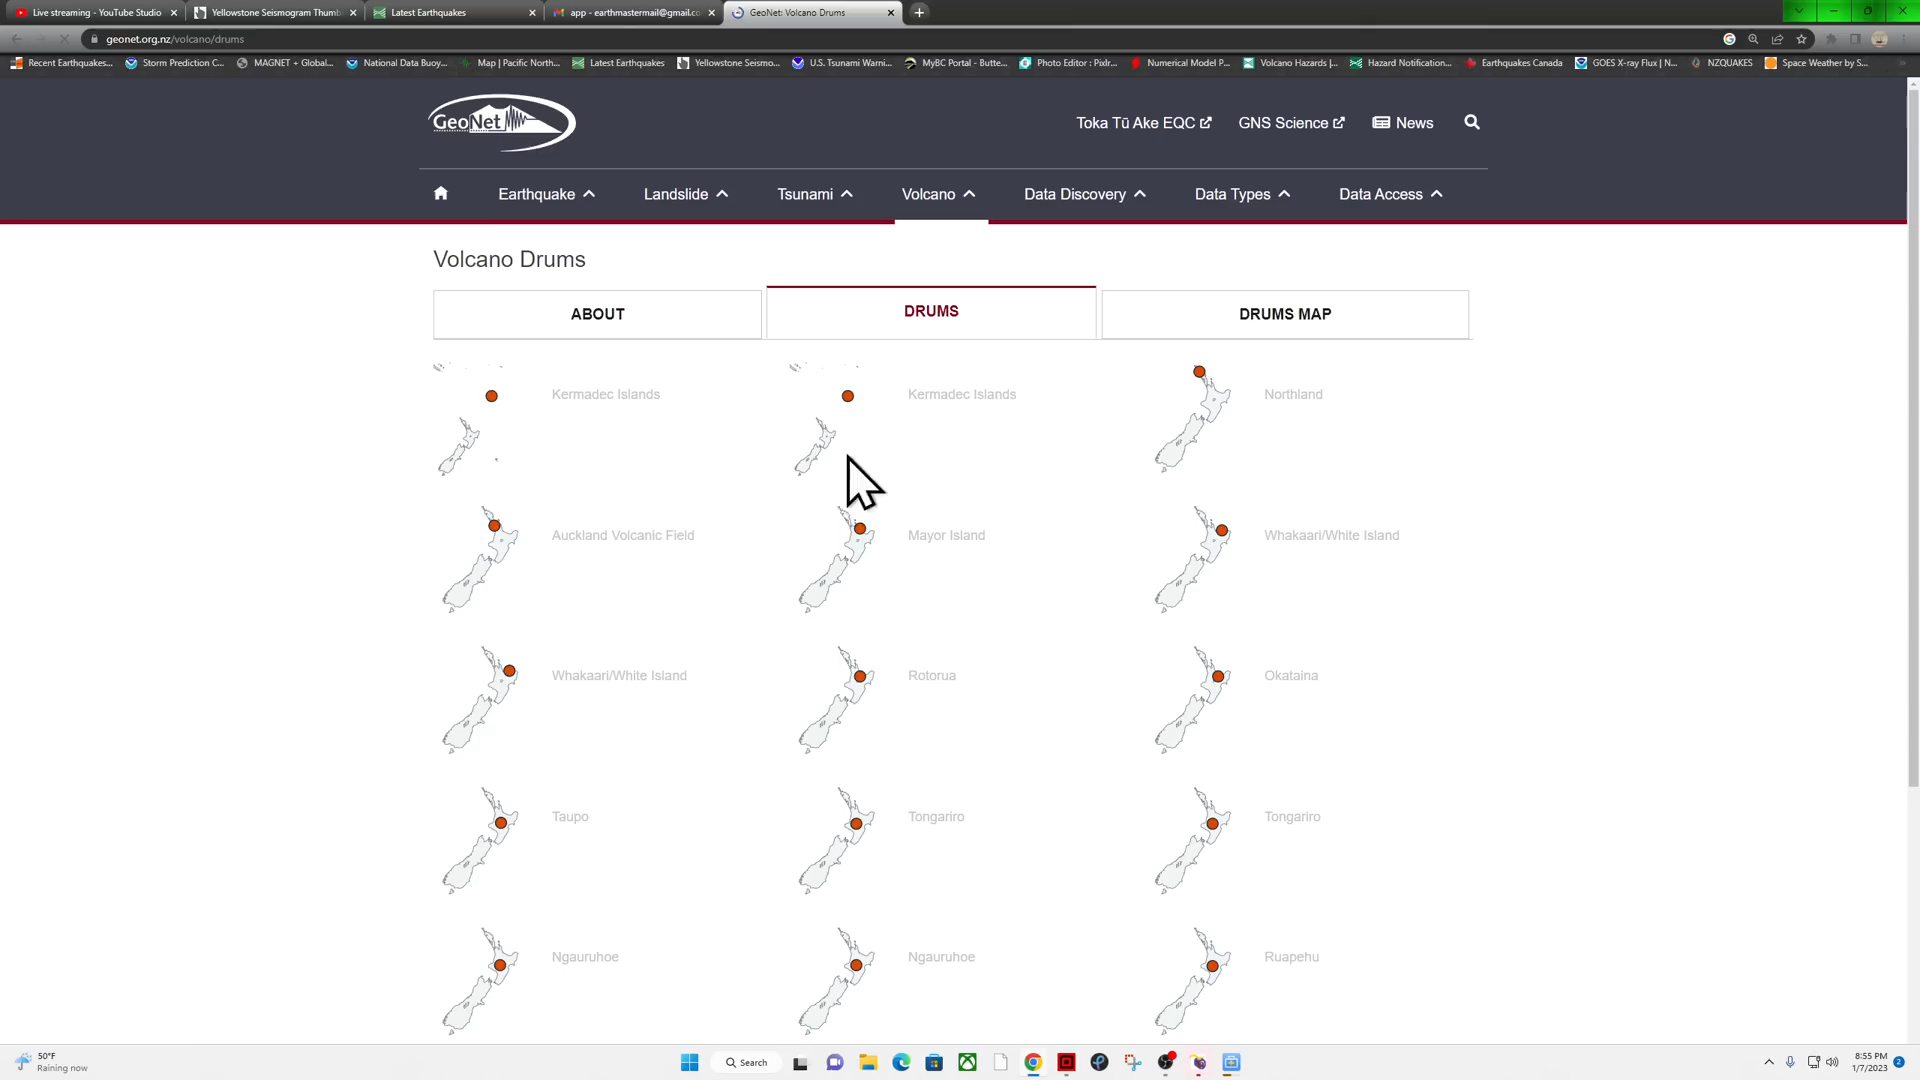 Live streaming - YouTube Studio
Yellowstone Seismogram Thumb
Latest Earthquakes
app - earthmastermail@gmail.co
GeoNet: Volcano Drums
geonet.org.nz/volcano/drums
Recent Earthquakes...
Storm Prediction C...
MAGNET + Global...
National Data Buoy...
Map | Pacific North...
Latest Earthquakes
Yellowstone Seismo...
U.S. Tsunami Warni...
MyBC Portal - Butte...
Photo Editor : Pixlr...
Numerical Model P...
Volcano Hazards |...
Hazard Notification...
Earthquakes Canada
GOES X-ray Flux | N...
NZQUAKES
Space Weather by S...
GeoNet
Toka Tū Ake EQC
GNS Science
News
Earthquake
Landslide
Tsunami
Volcano
Data Discovery
Data Types
Data Access
Volcano Drums
ABOUT
DRUMS
DRUMS MAP
Kermadec Islands
Kermadec Islands
Northland
Auckland Volcanic Field
Mayor Island
Whakaari/White Island
Whakaari/White Island
Rotorua
Okataina
Taupo
Tongariro
Tongariro
Ngauruhoe
Ngauruhoe
Ruapehu
50°F
Raining now
Search
8:55 PM
1/7/2023
2